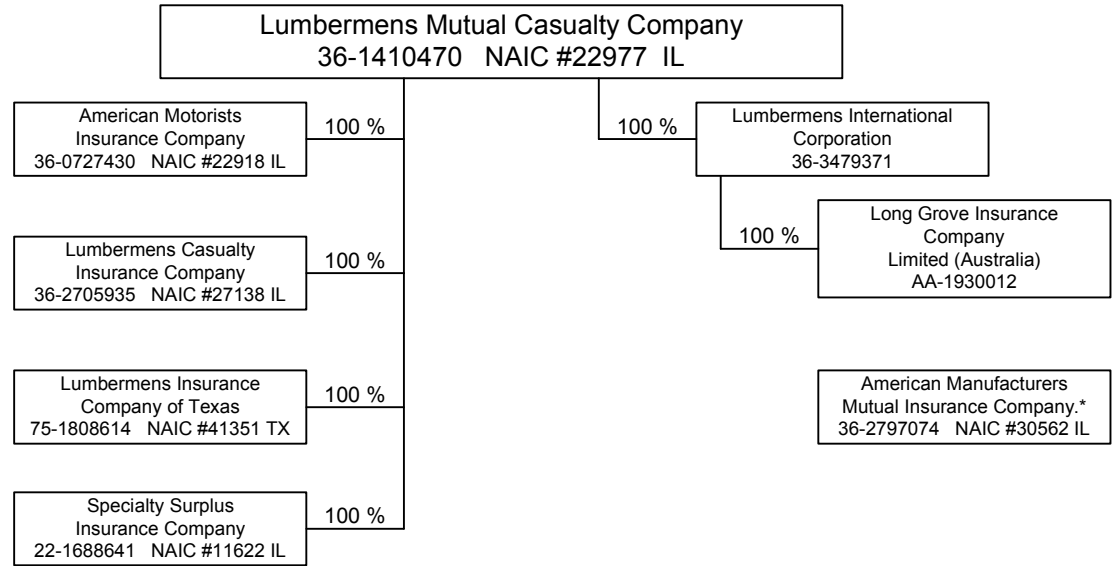 Lumbermens Mutual Casualty Company
36-1410470 NAIC #22977 IL
American Motorists
Insurance Company
36-0727430 NAIC #22918 IL
100 %
100 %
Lumbermens International
Corporation
36-3479371
Lumbermens Casualty
Insurance Company
36-2705935 NAIC #27138 IL
100 %
100 %
Long Grove Insurance
Company
Limited (Australia)
AA-1930012
Lumbermens Insurance
Company of Texas
75-1808614 NAIC #41351 TX
100 %
American Manufacturers
Mutual Insurance Company.*
36-2797074 NAIC #30562 IL
Specialty Surplus
Insurance Company
22-1688641 NAIC #11622 IL
100 %